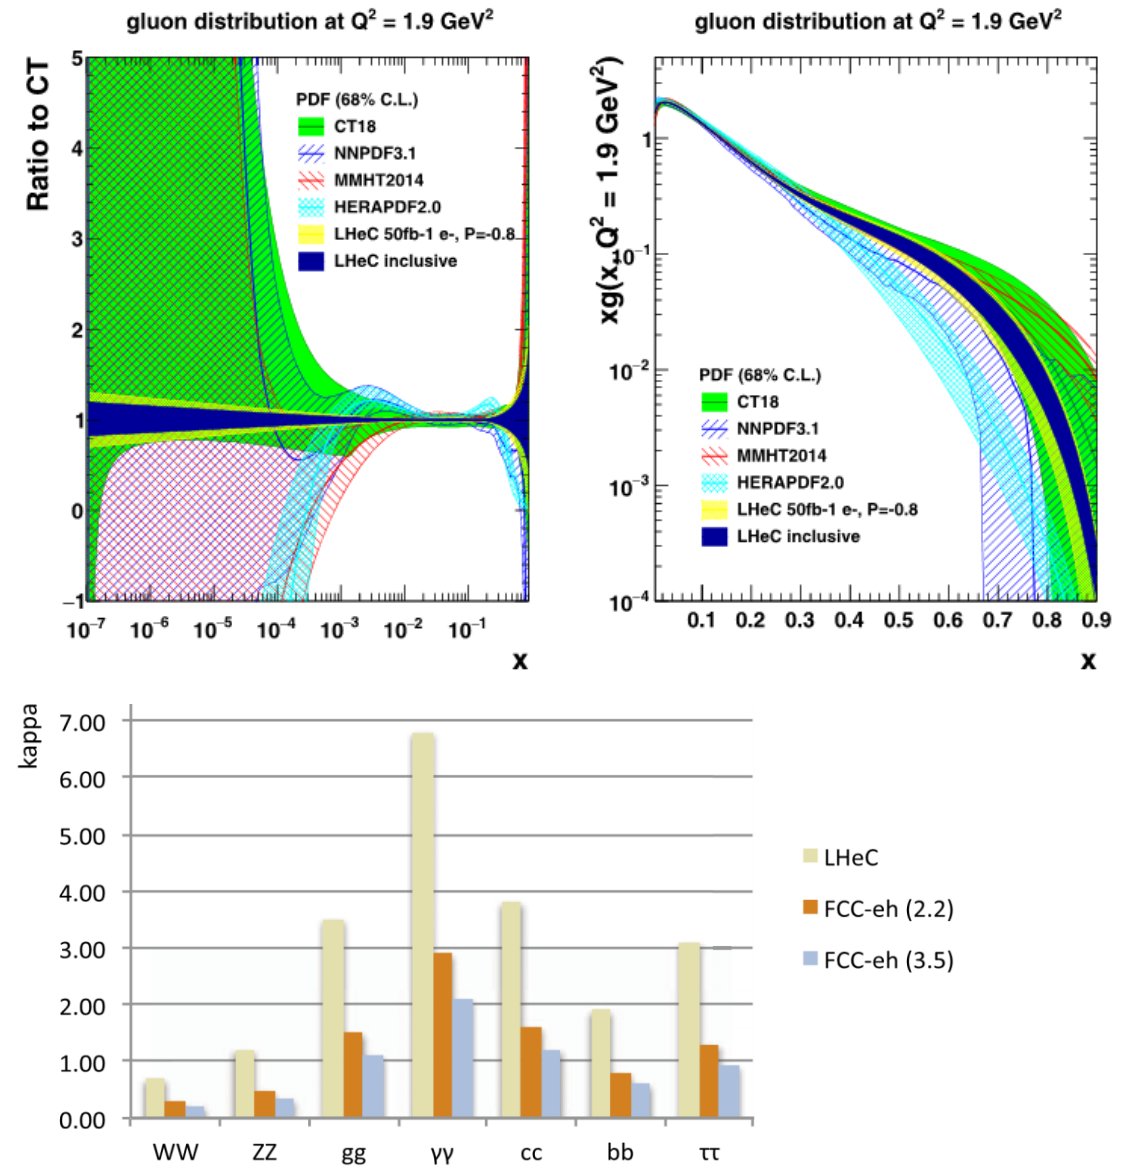 gluon distribution at Q² = 1.9 GeV²
Ratio to CT
5
4
3
2
1
0
−1
PDF (68% C.L.)
CT18
NNPDF3.1
MMHT2014
HERAPDF2.0
LHeC 50fb-1 e-, P=-0.8
LHeC inclusive
10⁻⁷ 10⁻⁶ 10⁻⁵ 10⁻⁴ 10⁻³ 10⁻² 10⁻¹
x
gluon distribution at Q² = 1.9 GeV²
xg(x,Q² = 1.9 GeV²)
1
10⁻¹
10⁻²
10⁻³
10⁻⁴
PDF (68% C.L.)
CT18
NNPDF3.1
MMHT2014
HERAPDF2.0
LHeC 50fb-1 e-, P=-0.8
LHeC inclusive
0.1 0.2 0.3 0.4 0.5 0.6 0.7 0.8 0.9
x
kappa
7.00
6.00
5.00
4.00
3.00
2.00
1.00
0.00
WW ZZ gg γγ cc bb ττ
LHeC
FCC-eh (2.2)
FCC-eh (3.5)